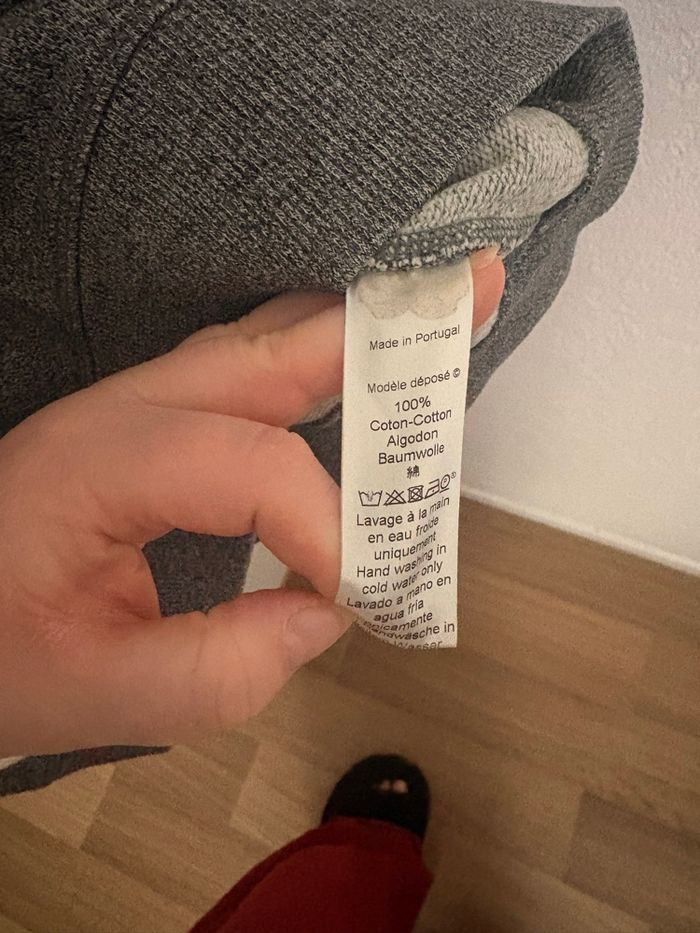 Made in Portugal
Modèle déposé ©
100%
Coton-Cotton
Algodon
Baumwolle
綿
Lavage à la main
en eau froide
uniquement
Hand washing in
cold water only
Lavado a mano en
agua fria